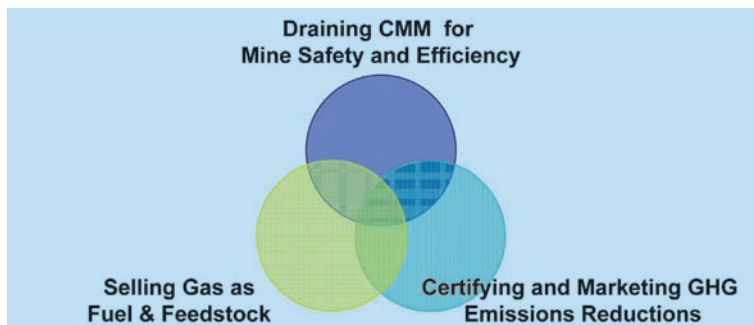 Draining CMM for
Mine Safety and Efficiency
Selling Gas as
Fuel & Feedstock
Certifying and Marketing GHG
Emissions Reductions